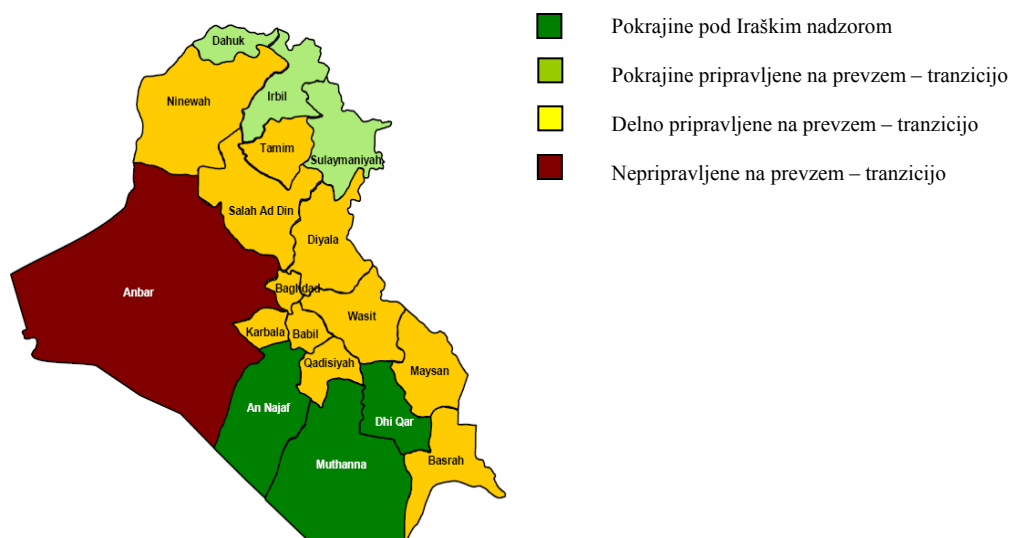 Dahuk
Ninewah
Irbil
Tamim
Sulaymaniyah
Salah Ad Din
Diyala
Anbar
Baghdad
Wasit
Karbala
Babil
Qadisiyah
Maysan
An Najaf
Dhi Qar
Muthanna
Basrah
Pokrajine pod Iraškim nadzorom
Pokrajine pripravljene na prevzem – tranzicijo
Delno pripravljene na prevzem – tranzicijo
Nepripravljene na prevzem – tranzicijo